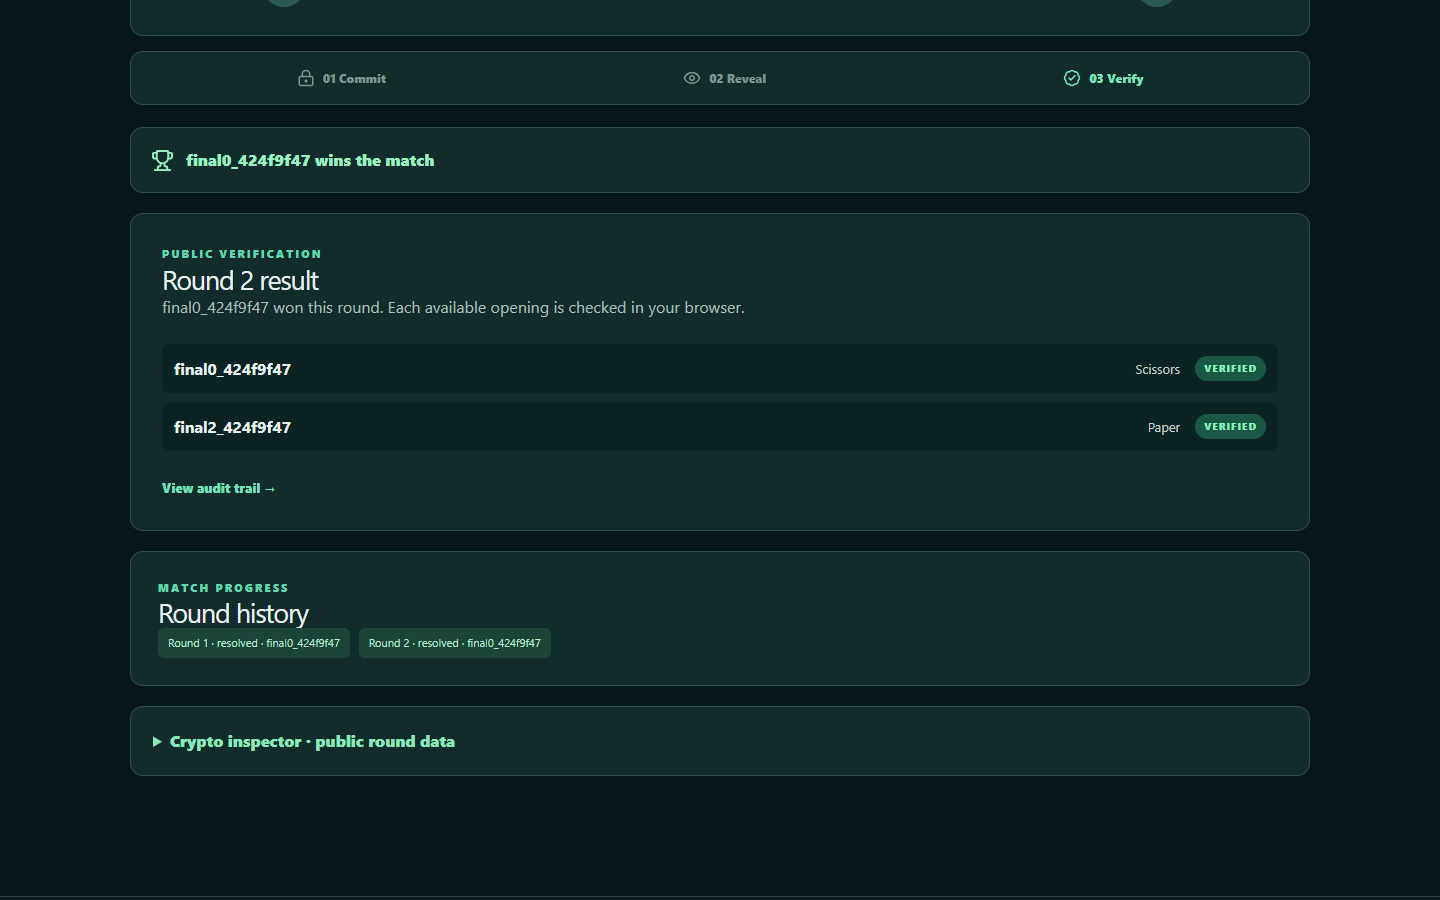 01 Commit
02 Reveal
03 Verify
final0_424f9f47 wins the match
PUBLIC VERIFICATION
Round 2 result
final0_424f9f47 won this round. Each available opening is checked in your browser.
final0_424f9f47 Scissors VERIFIED
final2_424f9f47 Paper VERIFIED
View audit trail →
MATCH PROGRESS
Round history
Round 1 · resolved · final0_424f9f47
Round 2 · resolved · final0_424f9f47
Crypto inspector · public round data